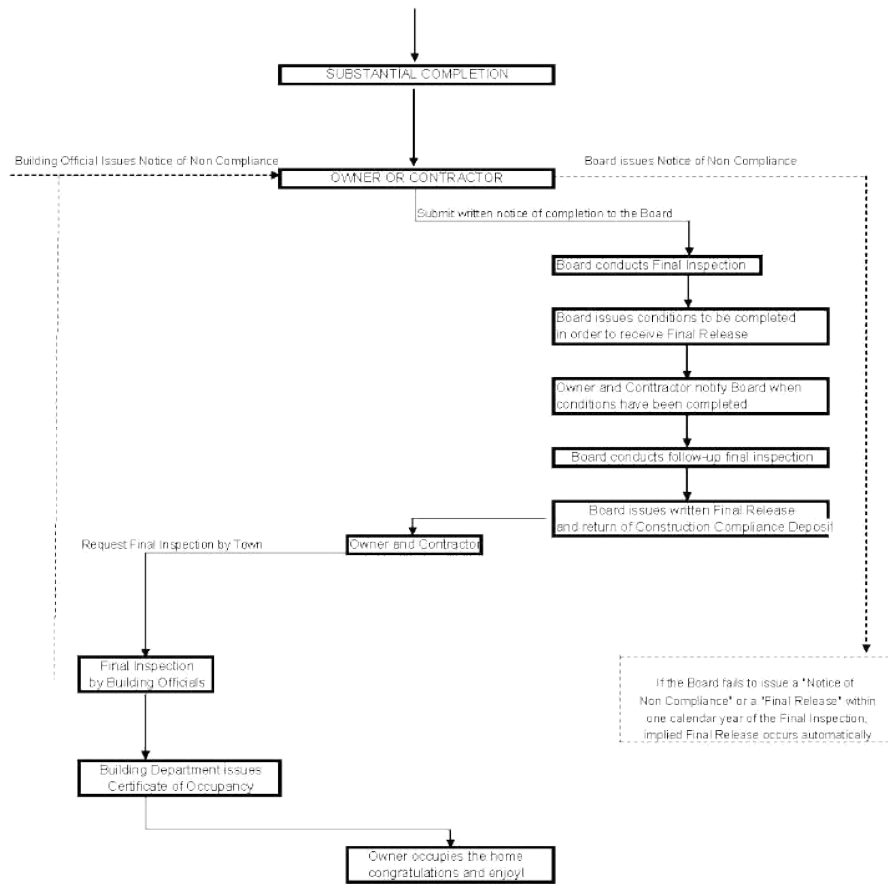 SUBSTANTIAL COMPLETION
Building Official Issues Notice of Non Compliance
Board issues Notice of Non Compliance
OWNER OR CONTRACTOR
Submit written notice of completion to the Board
Board conducts Final Inspection
Board issues conditions to be completed
in order to receive Final Release
Owner and Conttractor notify Board when
conditions have been completed
Board conducts follow-up final inspection
Board issues written Final Release
and return of Construction Compliance Deposit
Request Final Inspection by Town
Owner and Contractor
Final Inspection
by Building Officials
If the Board fails to issue a "Notice of
Non Compliance" or a "Final Release" within
one calendar year of the Final Inspection,
implied Final Release occurs automatically
Building Department issues
Certificate of Occupancy
Owner occupies the home
congratulations and enjoy!